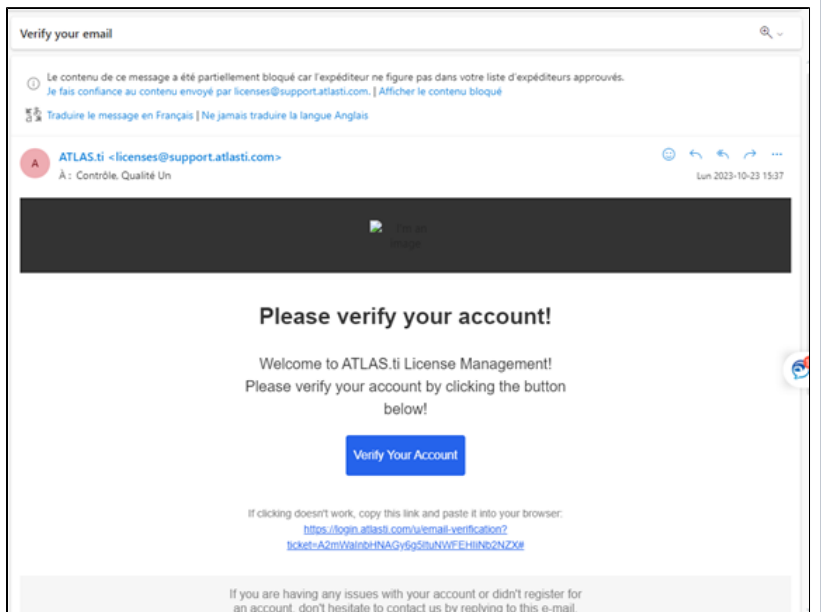 Verify your email
Le contenu de ce message a été partiellement bloqué car l'expéditeur ne figure pas dans votre liste d'expéditeurs approuvés.
Je fais confiance au contenu envoyé par licenses@support.atlasti.com. | Afficher le contenu bloqué
Traduire le message en Français | Ne jamais traduire la langue Anglais
A
ATLAS.ti <licenses@support.atlasti.com>
À : Contrôle, Qualité Un
Lun 2023-10-23 15:37
I'm an
image
Please verify your account!
Welcome to ATLAS.ti License Management!
Please verify your account by clicking the button
below!
Verify Your Account
If clicking doesn't work, copy this link and paste it into your browser:
https://login.atlasti.com/u/email-verification?
If you are having any issues with your account or didn't register for
an account, don't hesitate to contact us by replying to this e-mail.